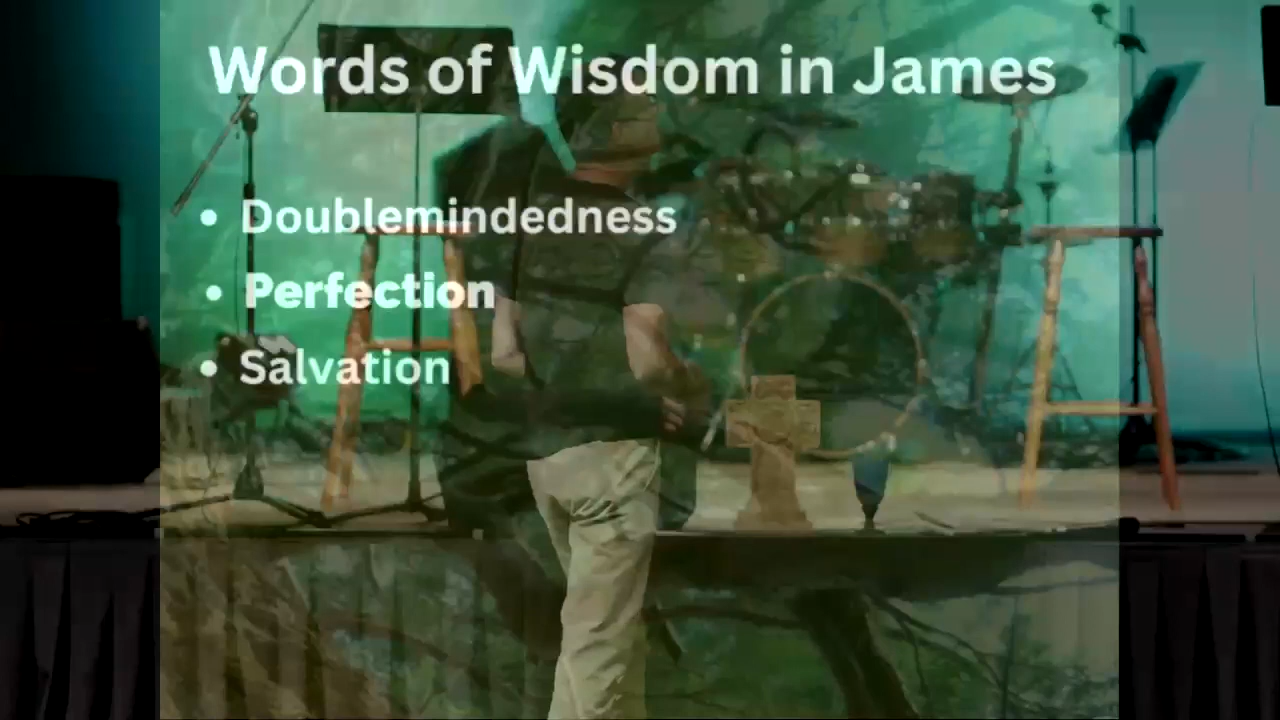 Words of Wisdom in James
• Doublemindedness
• Perfection
• Salvation